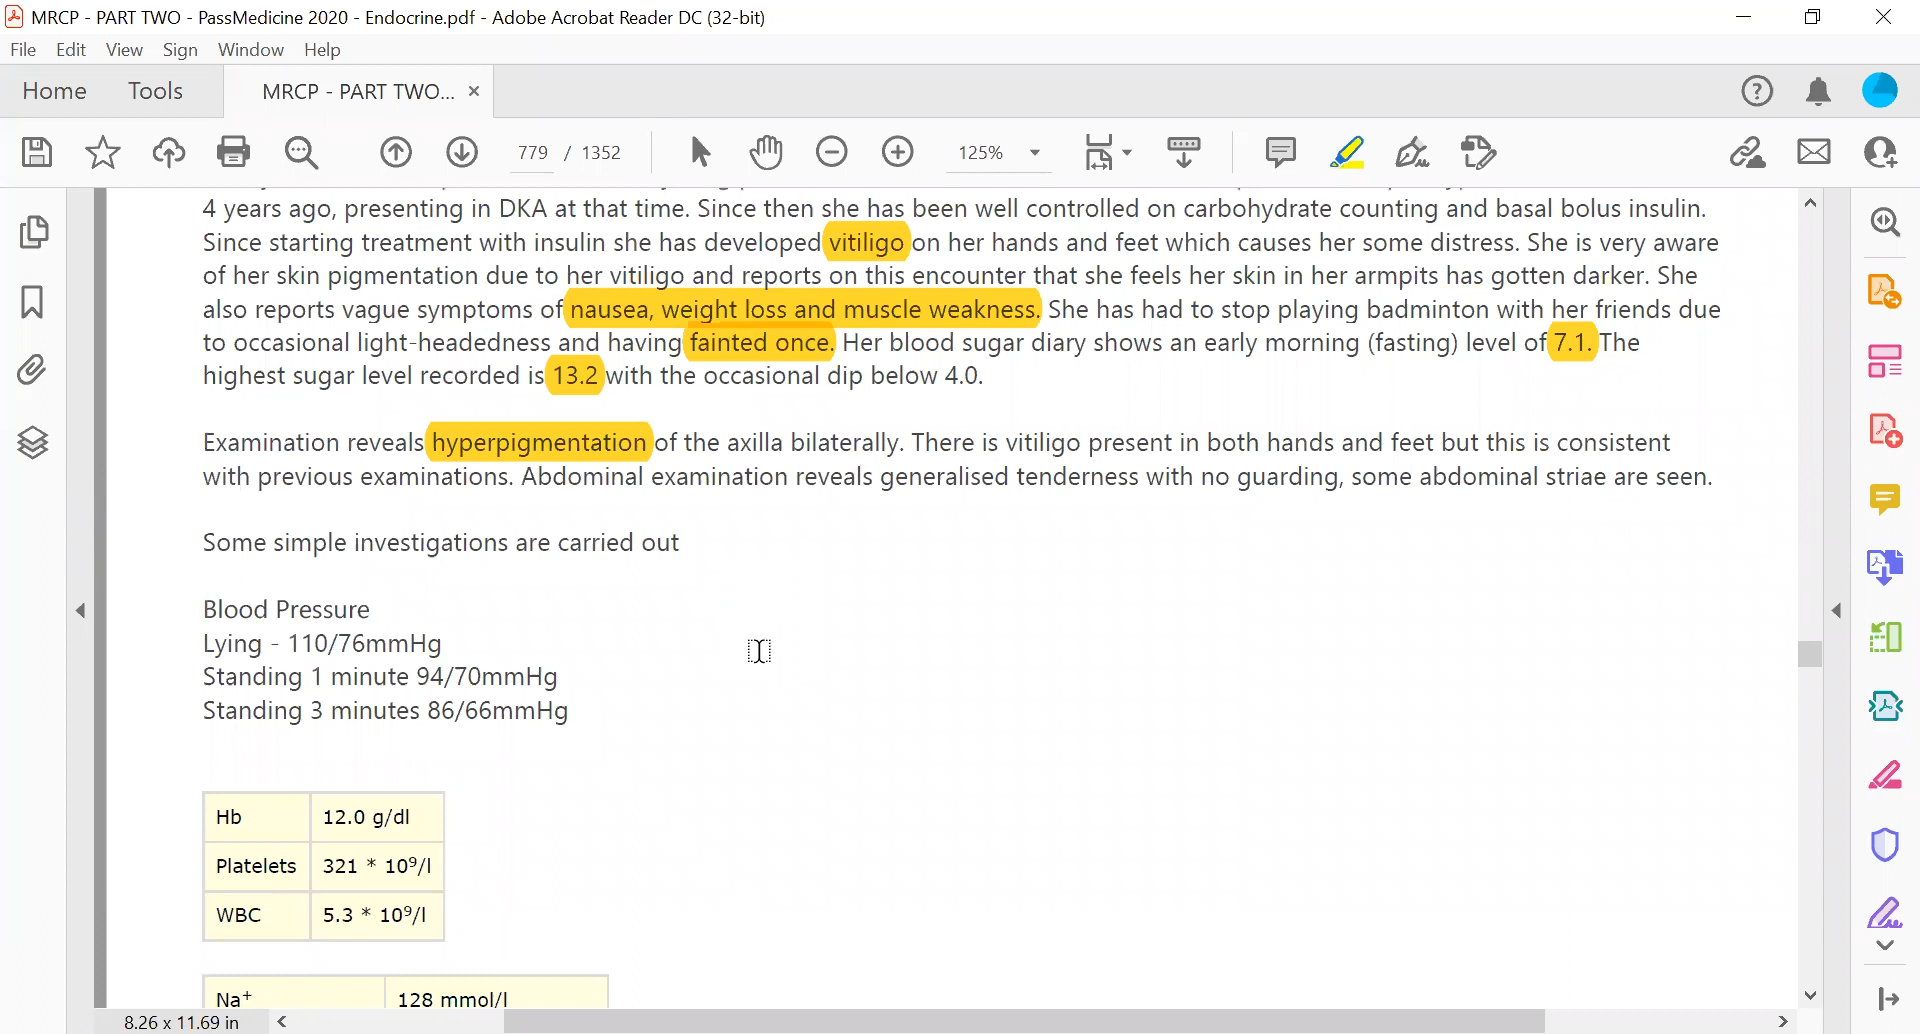 MRCP - PART TWO - PassMedicine 2020 - Endocrine.pdf - Adobe Acrobat Reader DC (32-bit)
File Edit View Sign Window Help
Home Tools MRCP - PART TWO... ×
779 / 1352 125%
4 years ago, presenting in DKA at that time. Since then she has been well controlled on carbohydrate counting and basal bolus insulin.
Since starting treatment with insulin she has developed vitiligo on her hands and feet which causes her some distress. She is very aware
of her skin pigmentation due to her vitiligo and reports on this encounter that she feels her skin in her armpits has gotten darker. She
also reports vague symptoms of nausea, weight loss and muscle weakness. She has had to stop playing badminton with her friends due
to occasional light-headedness and having fainted once. Her blood sugar diary shows an early morning (fasting) level of 7.1. The
highest sugar level recorded is 13.2 with the occasional dip below 4.0.
Examination reveals hyperpigmentation of the axilla bilaterally. There is vitiligo present in both hands and feet but this is consistent
with previous examinations. Abdominal examination reveals generalised tenderness with no guarding, some abdominal striae are seen.
Some simple investigations are carried out
Blood Pressure
Lying - 110/76mmHg
Standing 1 minute 94/70mmHg
Standing 3 minutes 86/66mmHg
Hb 12.0 g/dl
Platelets 321 * 10⁹/l
WBC 5.3 * 10⁹/l
Na⁺ 128 mmol/l
8.26 x 11.69 in